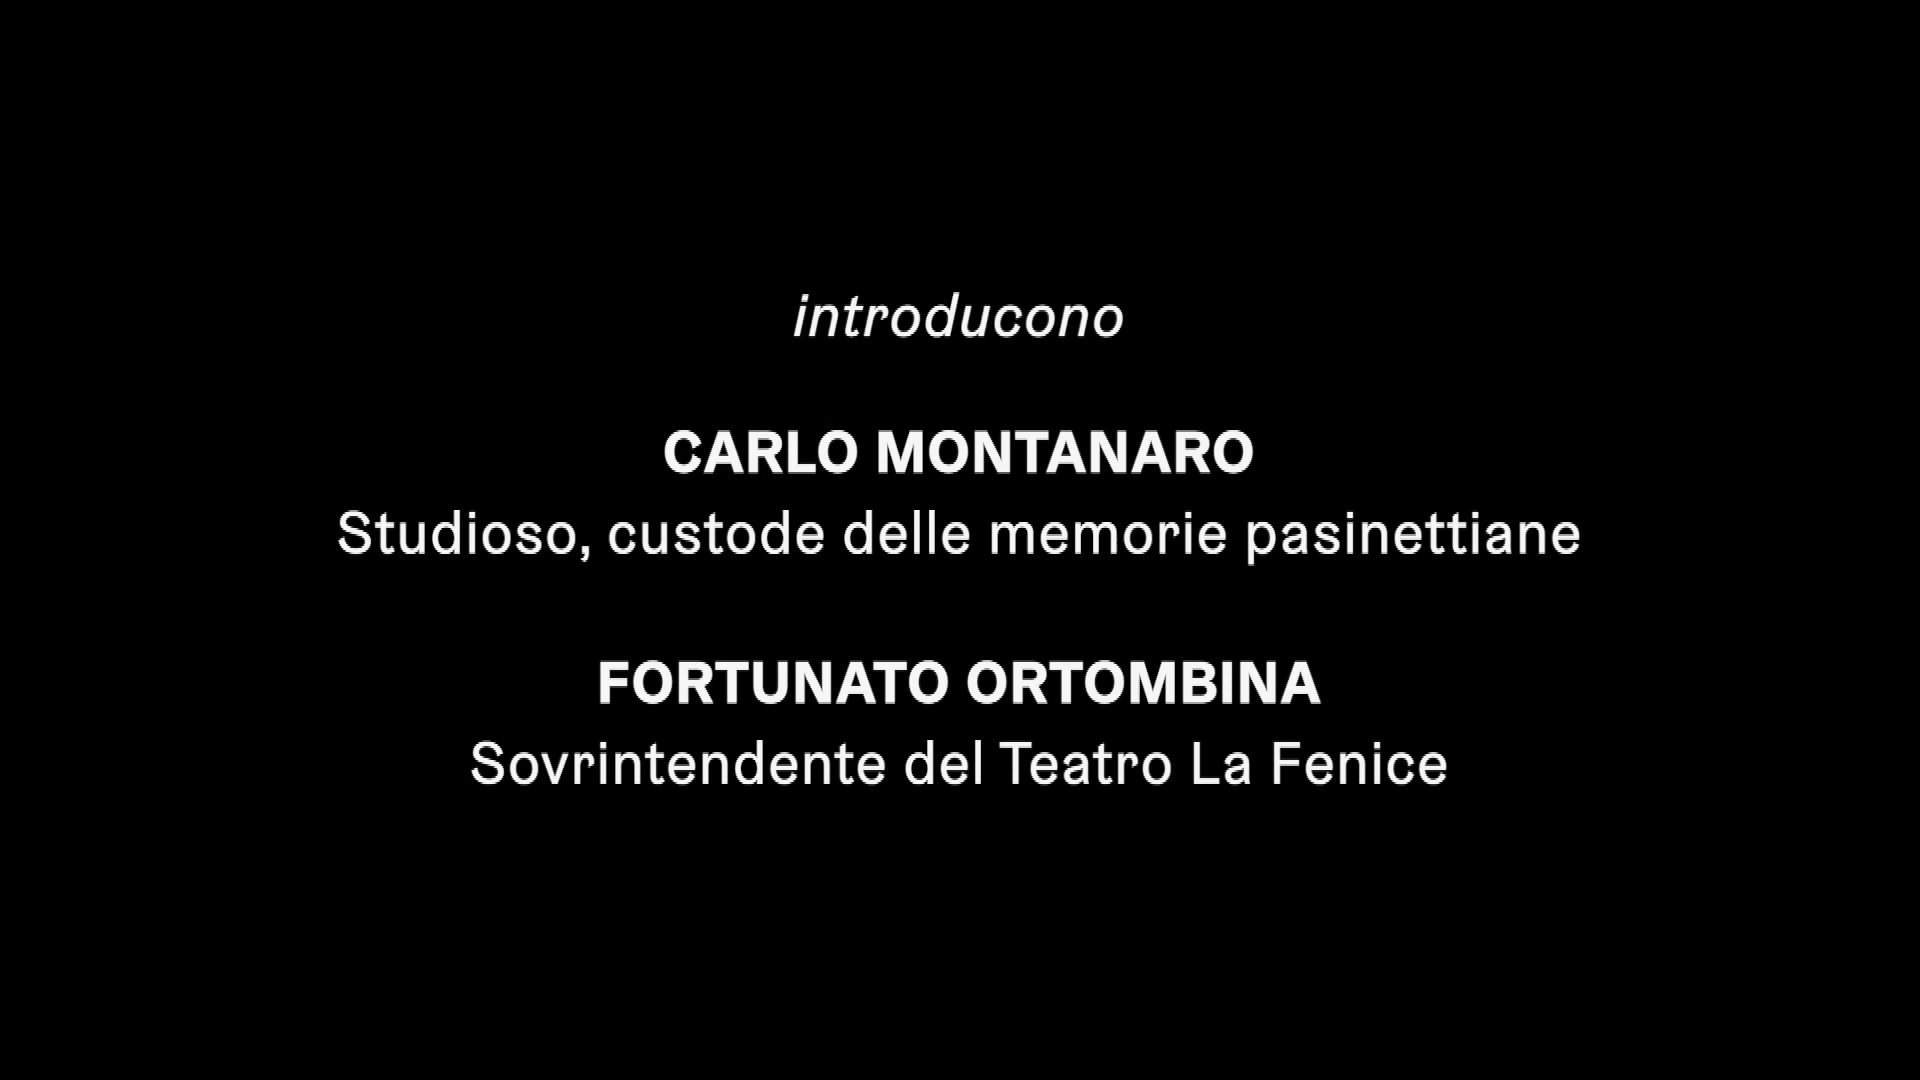 introducono
CARLO MONTANARO
Studioso, custode delle memorie pasinettiane
FORTUNATO ORTOMBINA
Sovrintendente del Teatro La Fenice